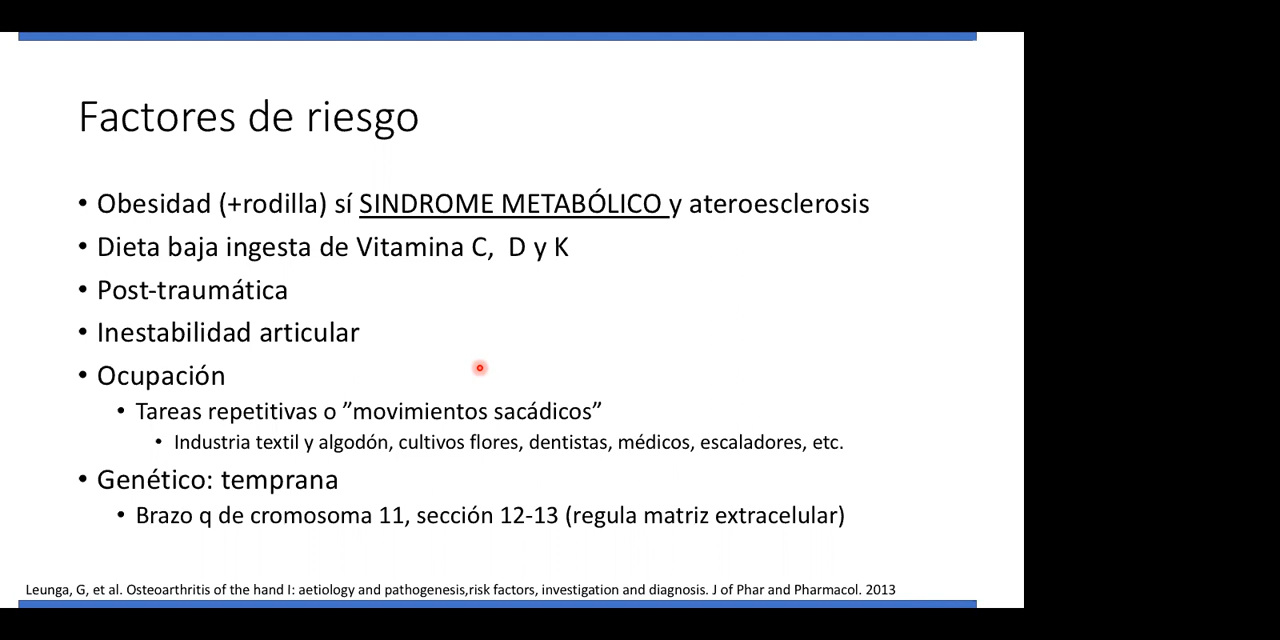 Factores de riesgo
• Obesidad (+rodilla) sí SINDROME METABÓLICO y ateroesclerosis
• Dieta baja ingesta de Vitamina C,  D y K
• Post-traumática
• Inestabilidad articular
• Ocupación
• Tareas repetitivas o ”movimientos sacádicos”
• Industria textil y algodón, cultivos flores, dentistas, médicos, escaladores, etc.
• Genético: temprana
• Brazo q de cromosoma 11, sección 12-13 (regula matriz extracelular)
Leunga, G, et al. Osteoarthritis of the hand I: aetiology and pathogenesis,risk factors, investigation and diagnosis. J of Phar and Pharmacol. 2013